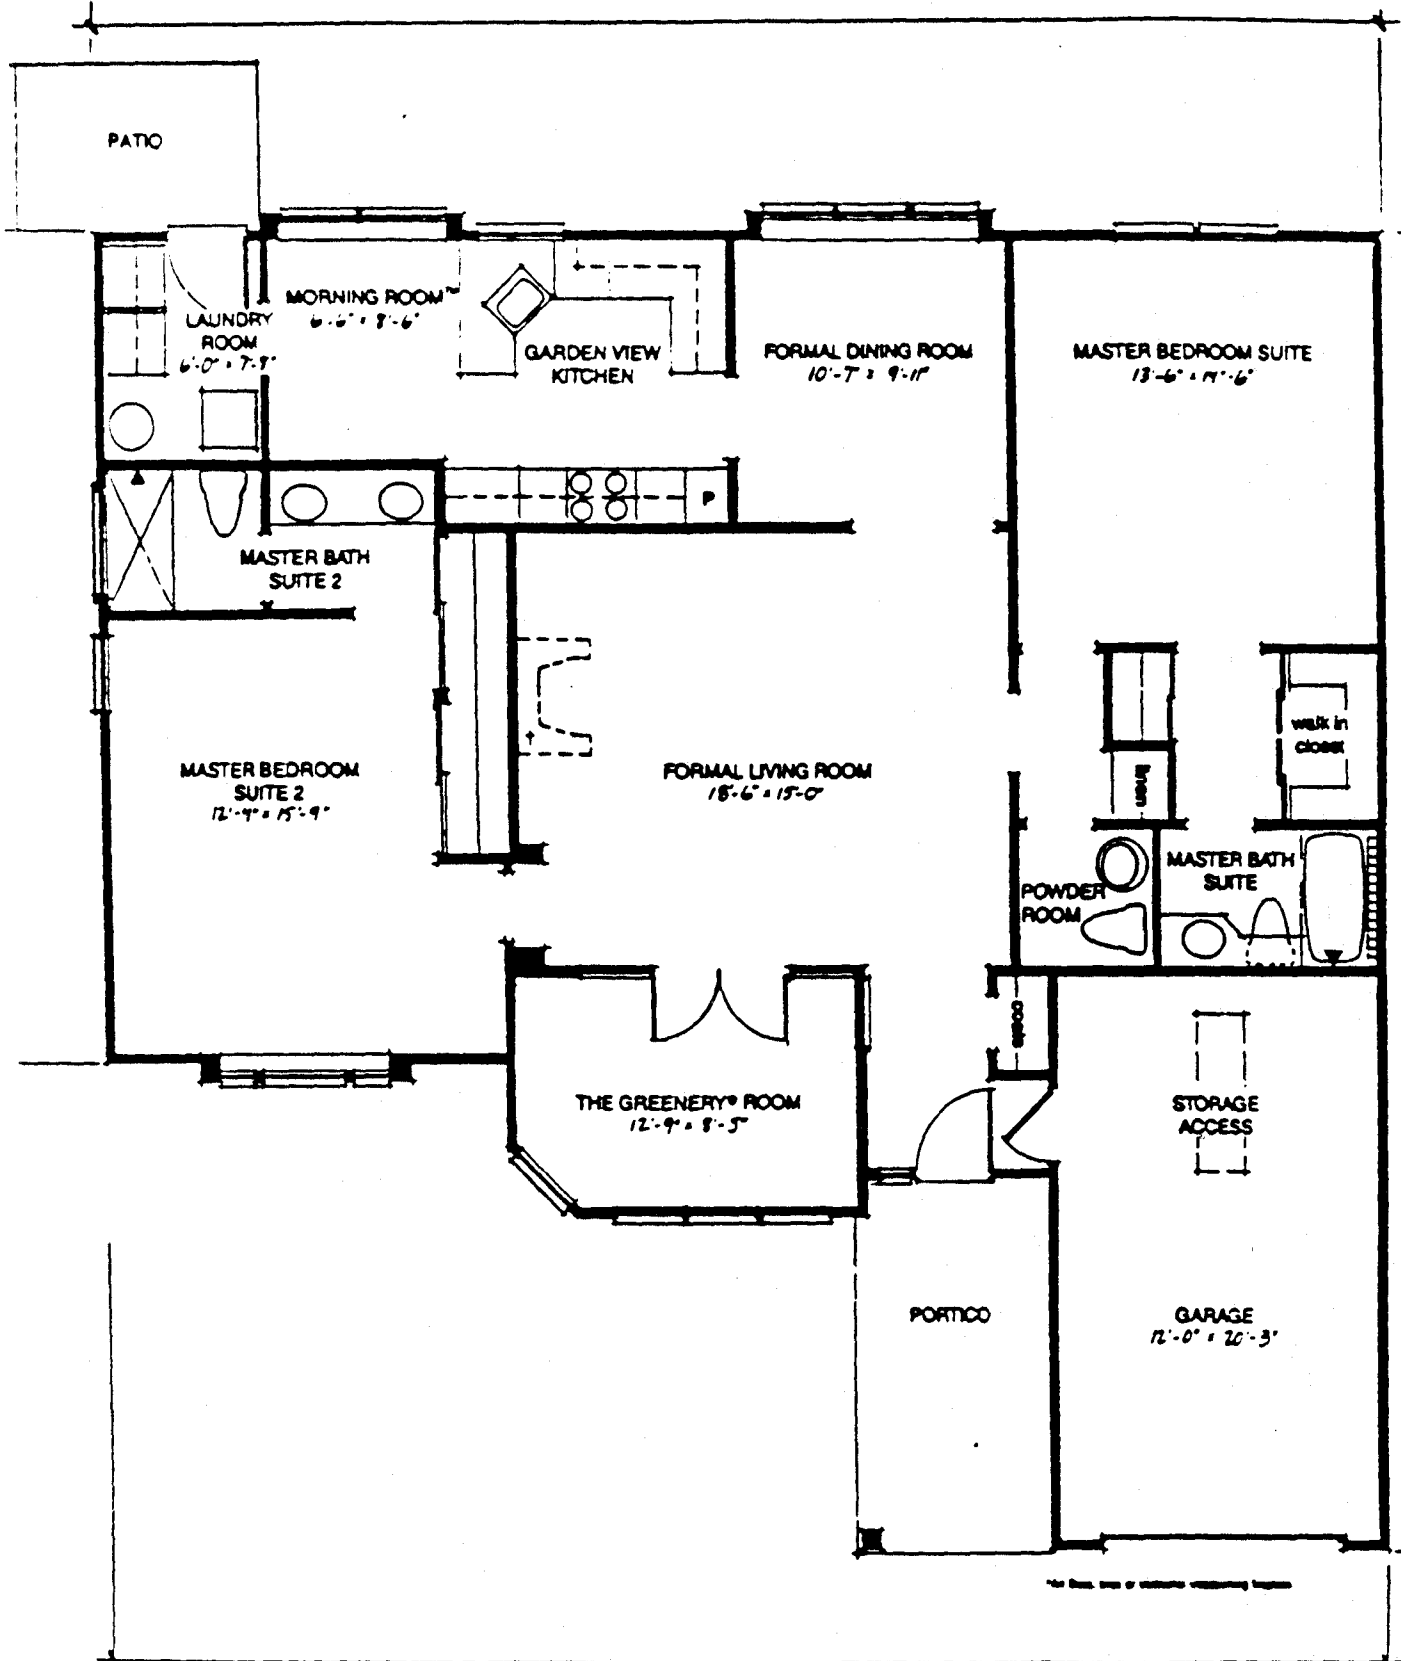 PATIO
MORNING ROOM™
6'-6" x 8'-6"
LAUNDRY
ROOM
6'-0" x 7'-9"
GARDEN VIEW
KITCHEN
FORMAL DINING ROOM
10'-7" x 9'-11"
MASTER BEDROOM SUITE
13'-6" x 14'-6"
P
MASTER BATH
SUITE 2
walk in
closet
MASTER BEDROOM
SUITE 2
12'-4" x 15'-9"
†
FORMAL LIVING ROOM
18'-6" x 15'-0"
linen
MASTER BATH
SUITE
POWDER
ROOM
coats
THE GREENERY® ROOM
12'-9" x 8'-5"
STORAGE
ACCESS
PORTICO
GARAGE
12'-0" x 20'-3"